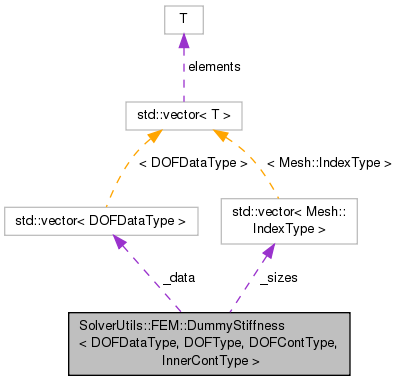 T
elements
std::vector< T >
< DOFDataType >
< Mesh::IndexType >
std::vector< DOFDataType >
std::vector< Mesh::
IndexType >
_data
_sizes
SolverUtils::FEM::DummyStiffness
< DOFDataType, DOFType, DOFContType,
InnerContType >